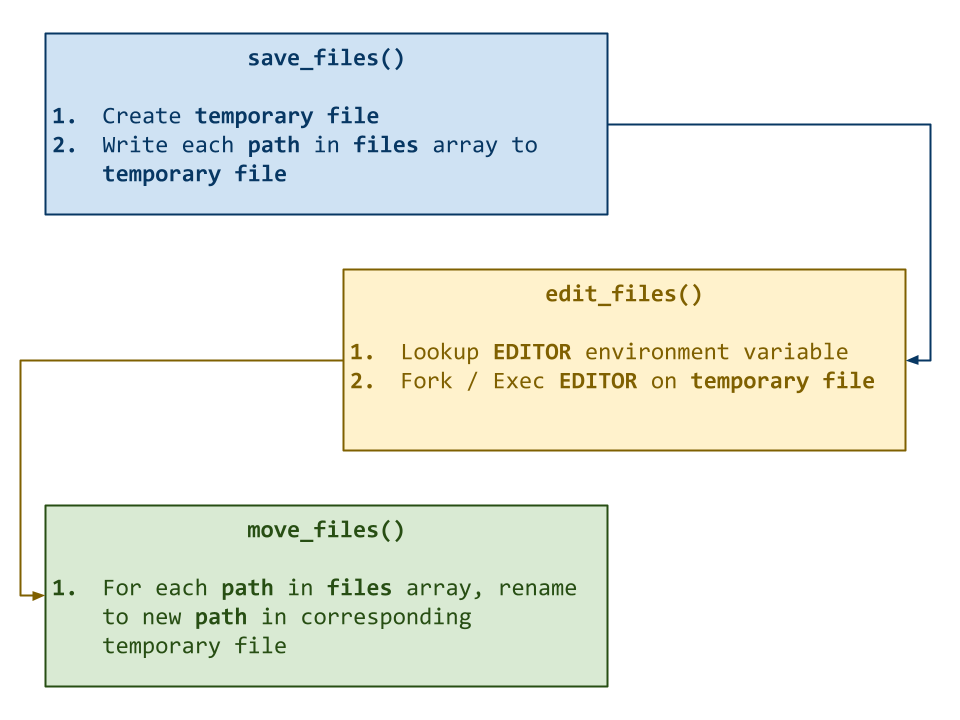 save_files()
1. Create temporary file
2. Write each path in files array to
temporary file
edit_files()
1. Lookup EDITOR environment variable
2. Fork / Exec EDITOR on temporary file
move_files()
1. For each path in files array, rename
to new path in corresponding
temporary file